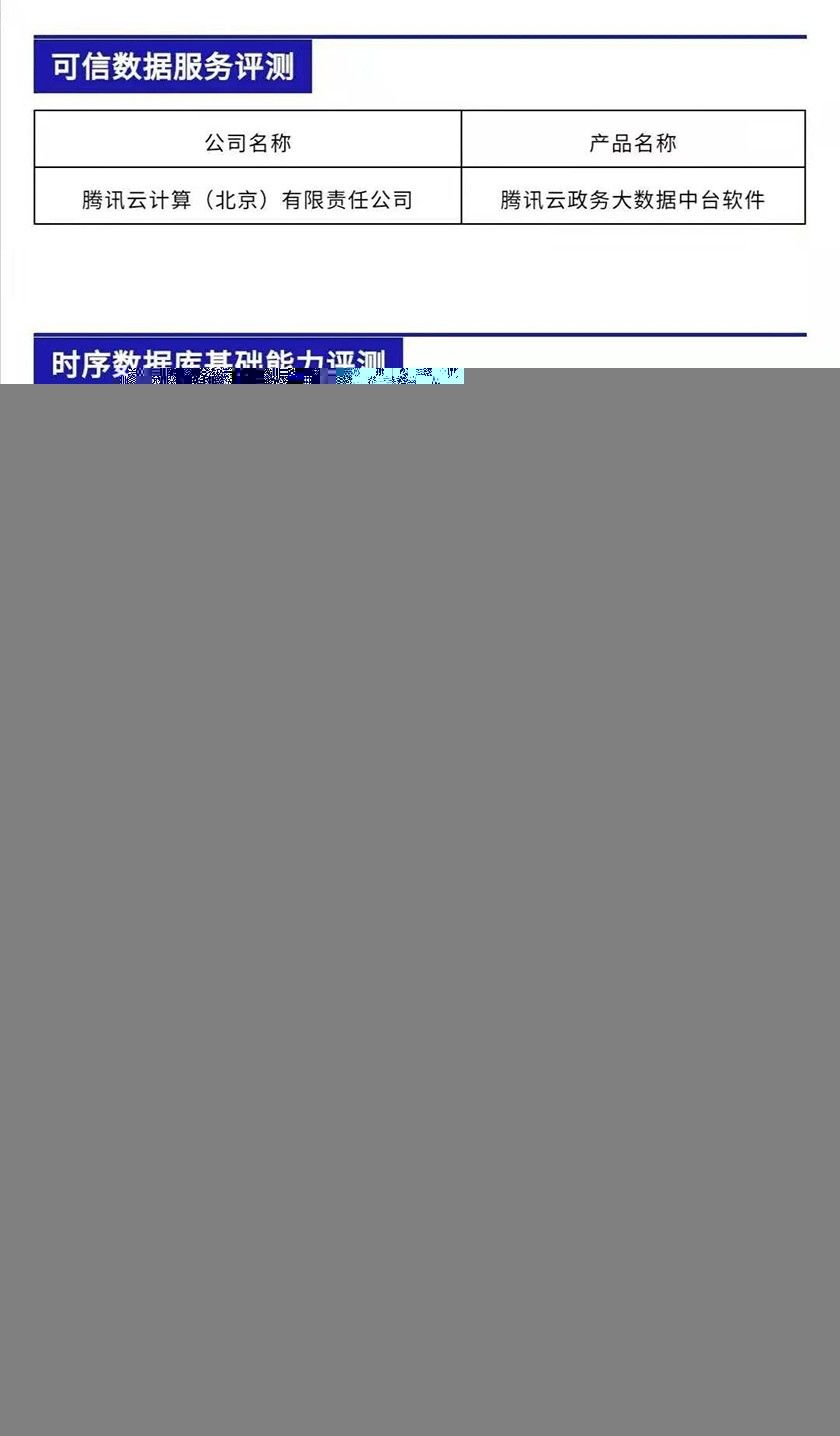 可信数据服务评测
公司名称 产品名称
腾讯云计算（北京）有限责任公司 腾讯云政务大数据中台软件
时序数据库基础能力评测